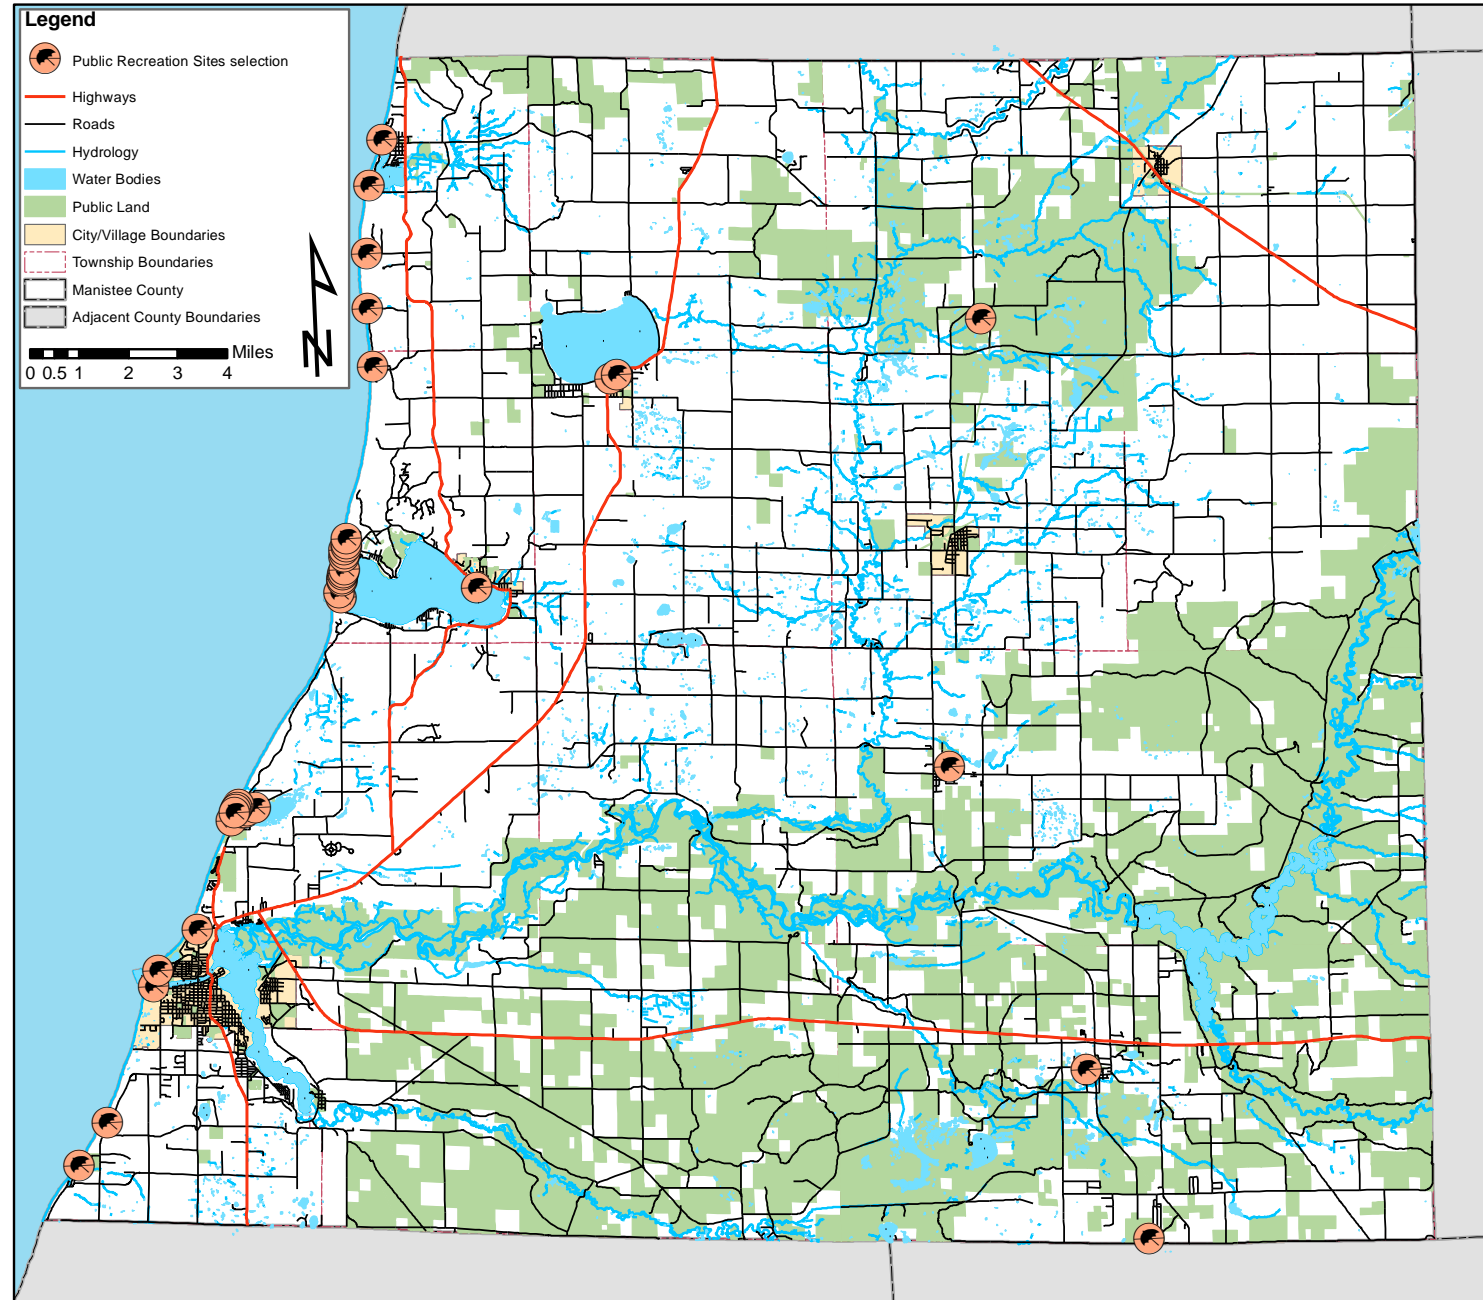 Legend
Public Recreation Sites selection
Highways
Roads
Hydrology
Water Bodies
Public Land
City/Village Boundaries
Township Boundaries
Manistee County
Adjacent County Boundaries
Miles
0 0.5 1 2 3 4
N